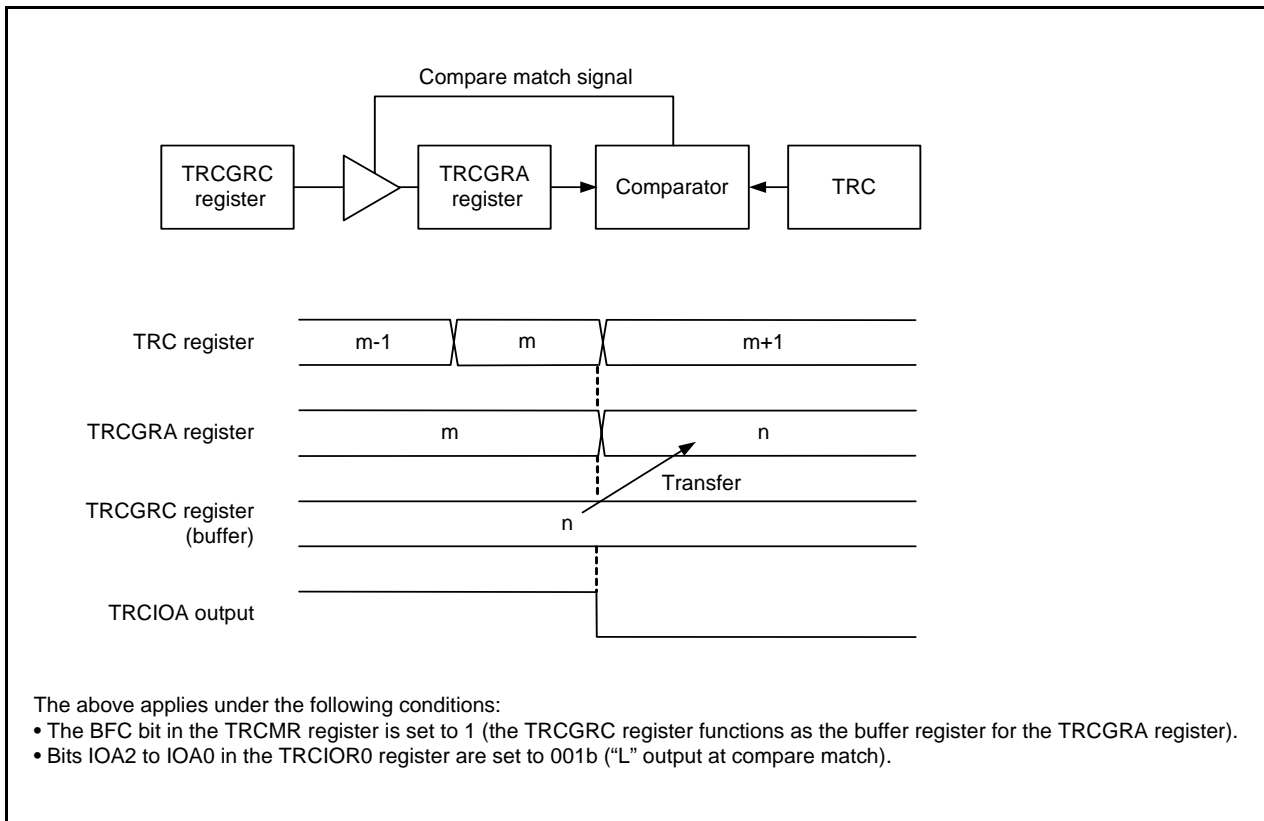 Compare match signal
TRCGRC
register
TRCGRA
register
Comparator
TRC
TRC register
m-1
m
m+1
TRCGRA register
m
n
Transfer
TRCGRC register
(buffer)
n
TRCIOA output
The above applies under the following conditions:
• The BFC bit in the TRCMR register is set to 1 (the TRCGRC register functions as the buffer register for the TRCGRA register).
• Bits IOA2 to IOA0 in the TRCIOR0 register are set to 001b (“L” output at compare match).